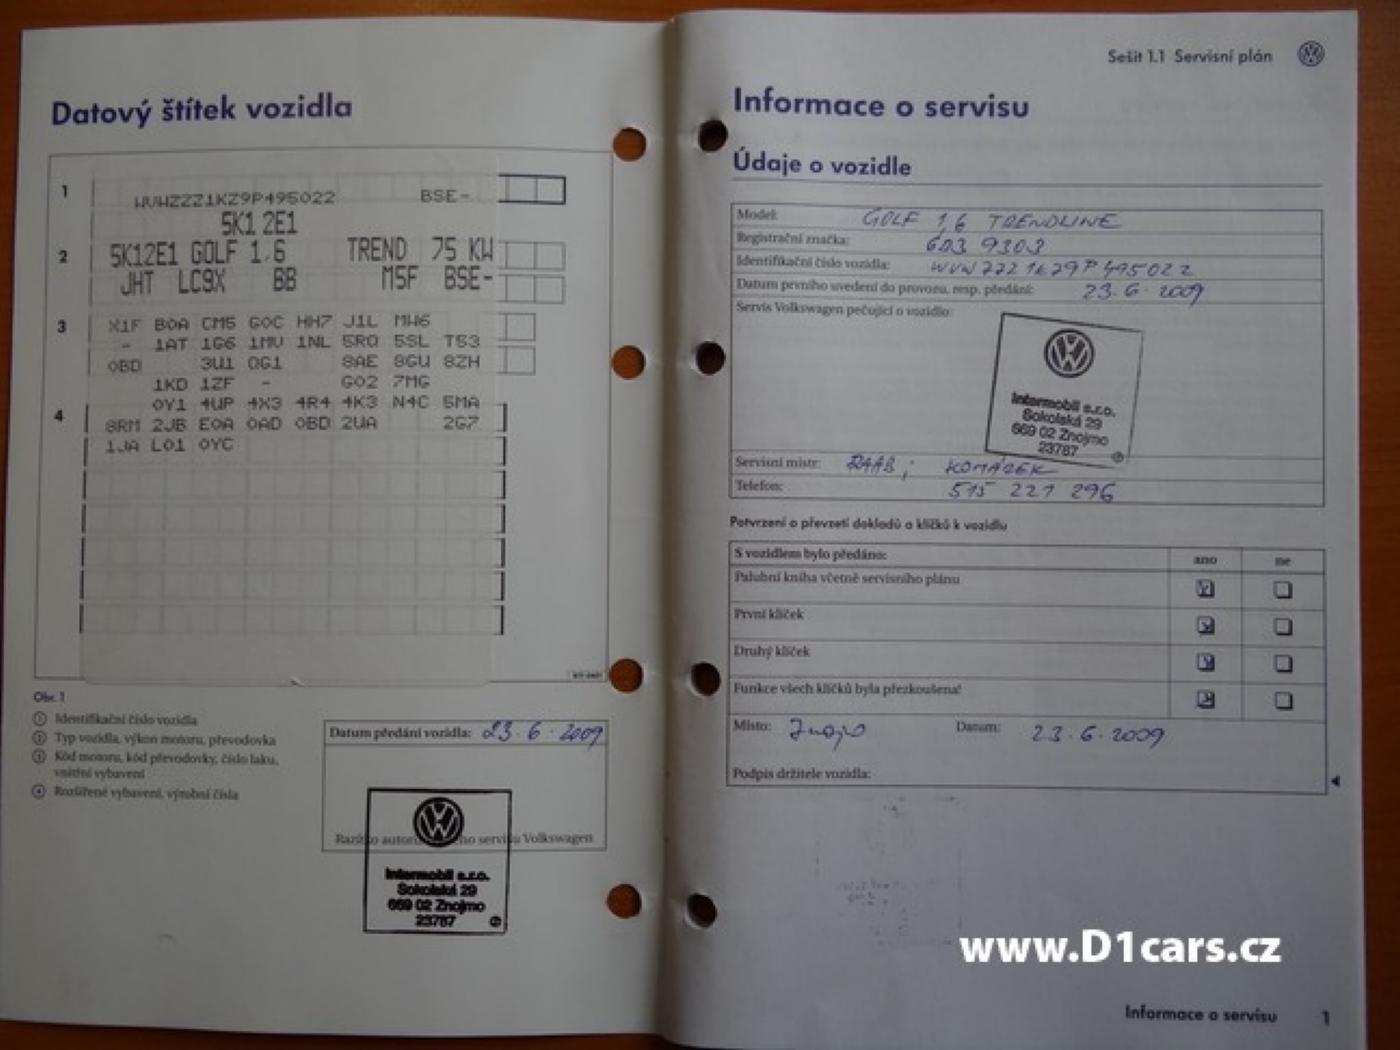 Datový štítek vozidla
1
WVWZZZ1KZ9P495022 BSE-
5K1 2E1
2
5K12E1 GOLF 1,6 TREND 75 KW
JHT LC9X BB M5F BSE-
3
X1F B0A CM5 G0C HH7 J1L MW6
- 1AT 1G6 1MV 1NL 5RQ 5SL T53
0BD 3U1 0G1 8AE 8GU 8ZH
1KD 1ZF - G02 7MG
4
0Y1 4UP 4X3 4R4 4K3 N4C 5MA
8RM 2JB E0A 0AD 0BD 2UA 2G7
1JA L01 0YC
Obr. 1
1 Identifikační číslo vozidla
2 Typ vozidla, výkon motoru, převodovka
3 Kód motoru, kód převodovky, číslo laku,
vnitřní vybavení
4 Rozšířené vybavení, výrobní čísla
Datum předání vozidla: 23.6.2009
Razítko servisu Volkswagen
Intermobil s.r.o.
Sokolská 29
669 02 Znojmo
23787
Sešit 1.1 Servisní plán
Informace o servisu
Údaje o vozidle
Model: GOLF 1,6 TRENDLINE
Registrační značka: 6B3 9303
Identifikační číslo vozidla: WVWZZZ1KZ9P495022
Datum prvního uvedení do provozu, resp. předání: 23.6.2009
Servis Volkswagen pečující o vozidlo:
Intermobil s.r.o.
Sokolská 29
669 02 Znojmo
23787
Servisní mistr: RAAB; KOMÁREK
Telefon: 515 221 296
Potvrzení o převzetí dokladů a klíčků k vozidlu
S vozidlem bylo předáno: ano ne
Palubní kniha včetně servisního plánu
První klíček
Druhý klíček
Funkce všech klíčků byla přezkoušena!
Místo: Znojmo Datum: 23.6.2009
Podpis držitele vozidla:
www.D1cars.cz
Informace o servisu 1